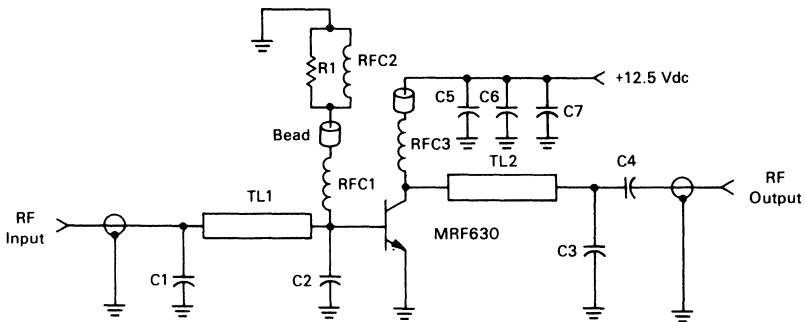 R1
RFC2
+12.5 Vdc
C5
C6
C7
Bead
RFC3
RFC1
TL2
C4
TL1
RF
Output
RF
Input
MRF630
C1
C2
C3